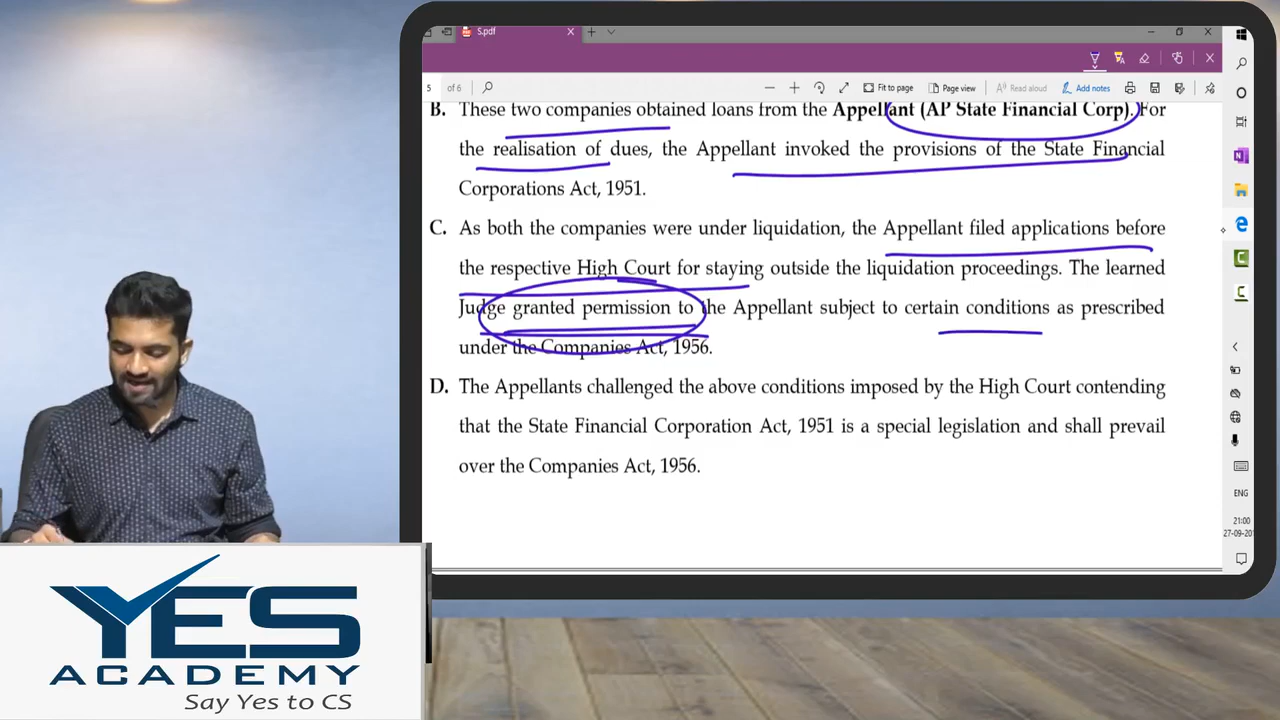 S.pdf
5 of 6
Fit to page
Page view
Read aloud
Add notes
B. These two companies obtained loans from the Appellant (AP State Financial Corp). For
the realisation of dues, the Appellant invoked the provisions of the State Financial
Corporations Act, 1951.
C. As both the companies were under liquidation, the Appellant filed applications before
the respective High Court for staying outside the liquidation proceedings. The learned
Judge granted permission to the Appellant subject to certain conditions as prescribed
under the Companies Act, 1956.
D. The Appellants challenged the above conditions imposed by the High Court contending
that the State Financial Corporation Act, 1951 is a special legislation and shall prevail
over the Companies Act, 1956.
ENG
21:00
YES
ACADEMY
Say Yes to CS